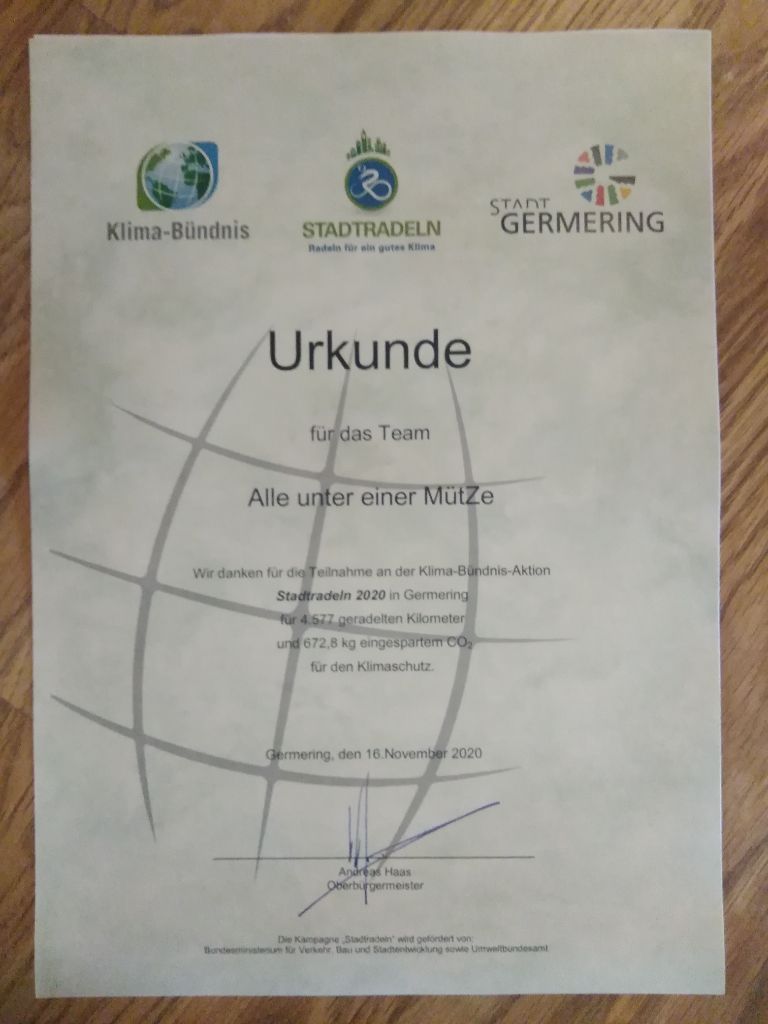 Klima-Bündnis
STADTRADELN
Radeln für ein gutes Klima
STADT
GERMERING
Urkunde
für das Team
Alle unter einer MütZe
Wir danken für die Teilnahme an der Klima-Bündnis-Aktion
Stadtradeln 2020 in Germering
für 4.577 geradelten Kilometer
und 672,8 kg eingespartem CO₂
für den Klimaschutz.
Germering, den 16.November 2020
Andreas Haas
Oberbürgermeister
Die Kampagne „Stadtradeln“ wird gefördert von:
Bundesministerium für Verkehr, Bau und Stadtentwicklung sowie Umweltbundesamt